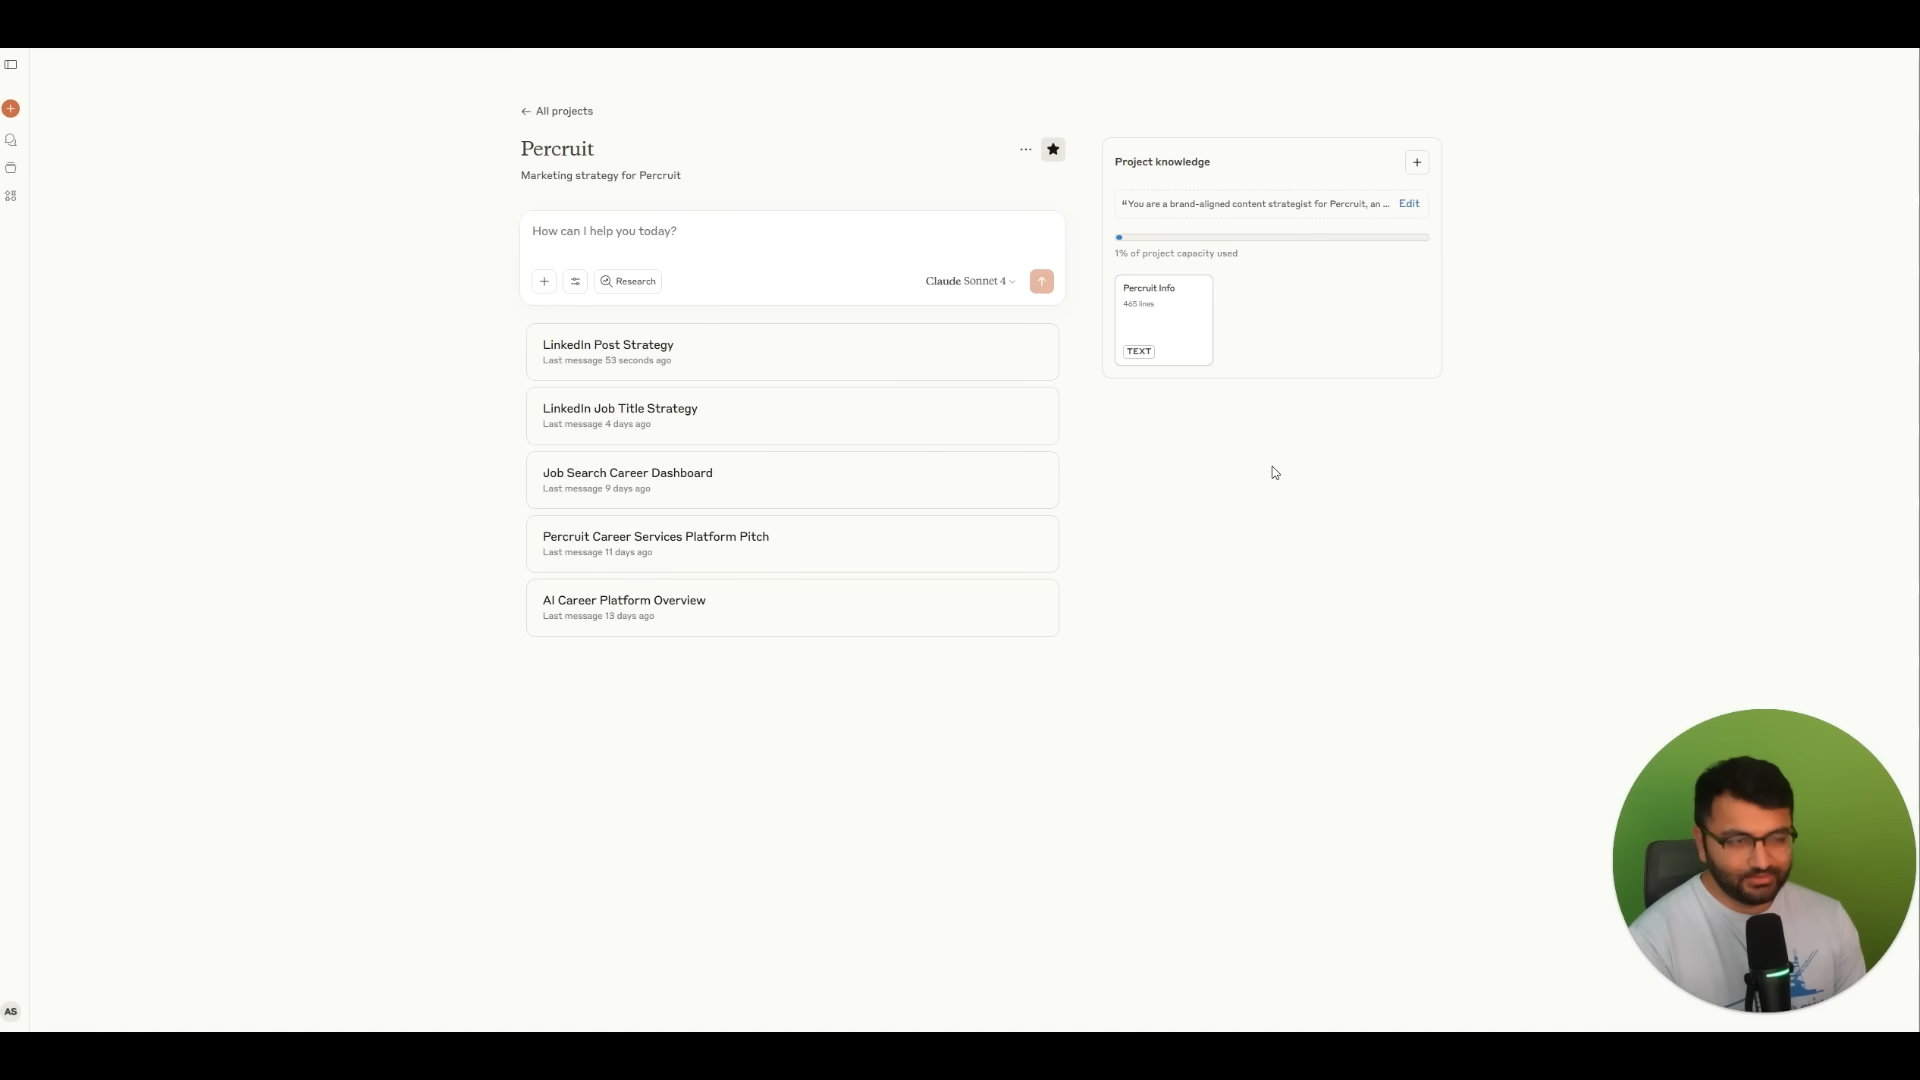 All projects
Percruit
Marketing strategy for Percruit
How can I help you today?
Research
Claude Sonnet 4
LinkedIn Post Strategy
Last message 53 seconds ago
LinkedIn Job Title Strategy
Last message 4 days ago
Job Search Career Dashboard
Last message 9 days ago
Percruit Career Services Platform Pitch
Last message 11 days ago
AI Career Platform Overview
Last message 13 days ago
Project knowledge
“You are a brand-aligned content strategist for Percruit, an ... Edit
1% of project capacity used
Percruit Info
465 lines
TEXT
AS